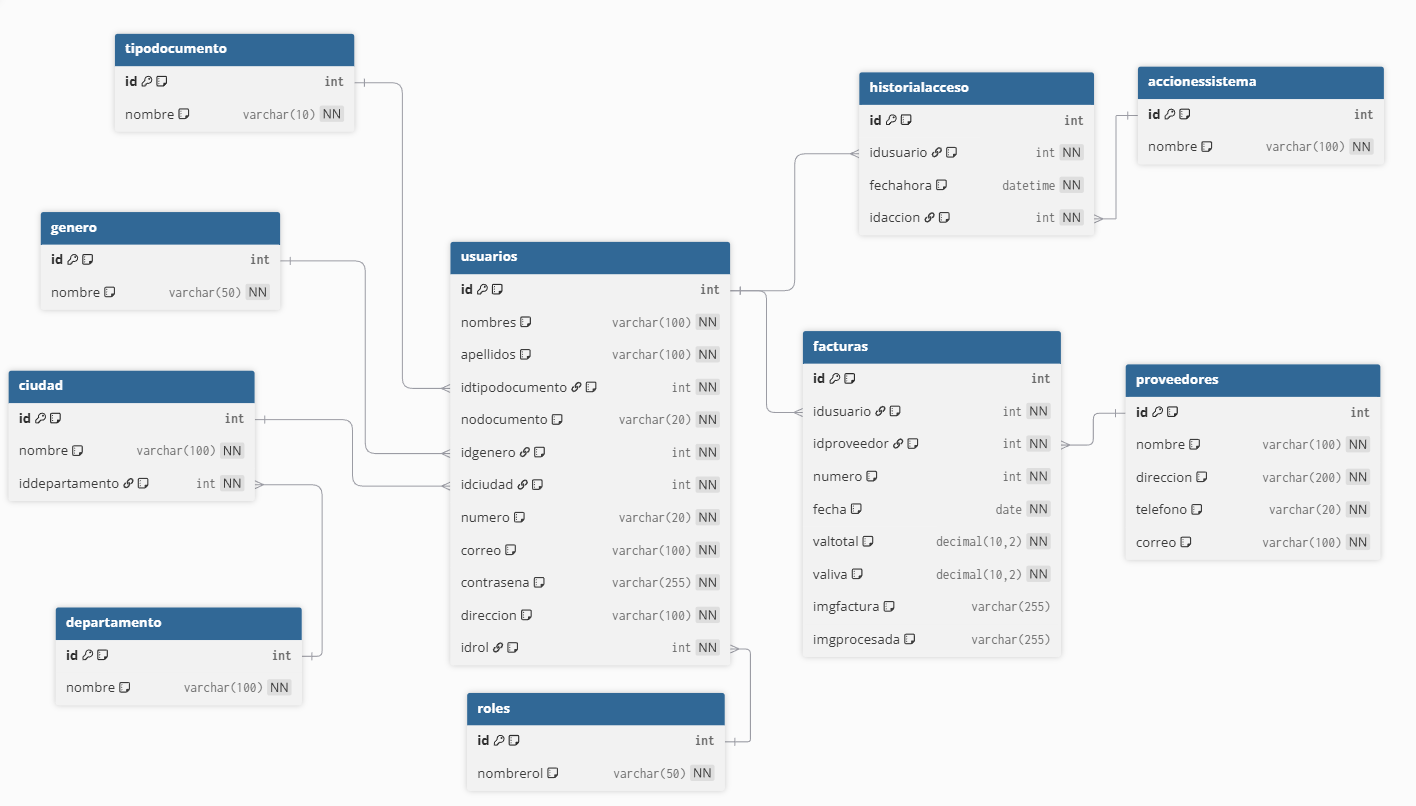 tipodocumento
id int
nombre varchar(10) NN
genero
id int
nombre varchar(50) NN
ciudad
id int
nombre varchar(100) NN
iddepartamento int NN
departamento
id int
nombre varchar(100) NN
usuarios
id int
nombres varchar(100) NN
apellidos varchar(100) NN
idtipodocumento int NN
nodocumento varchar(20) NN
idgenero int NN
idciudad int NN
numero varchar(20) NN
correo varchar(100) NN
contrasena varchar(255) NN
direccion varchar(100) NN
idrol int NN
roles
id int
nombrerol varchar(50) NN
historialacceso
id int
idusuario int NN
fechahora datetime NN
idaccion int NN
accionessistema
id int
nombre varchar(100) NN
facturas
id int
idusuario int NN
idproveedor int NN
numero int NN
fecha date NN
valtotal decimal(10,2) NN
valiva decimal(10,2) NN
imgfactura varchar(255)
imgprocesada varchar(255)
proveedores
id int
nombre varchar(100) NN
direccion varchar(200) NN
telefono varchar(20) NN
correo varchar(100) NN